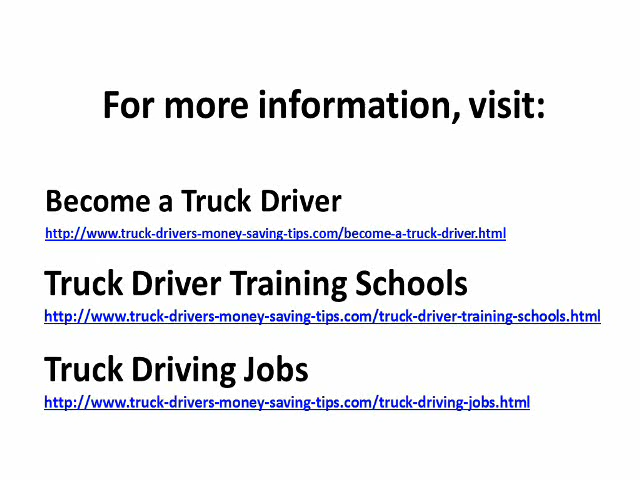 For more information, visit:
Become a Truck Driver
http://www.truck-drivers-money-saving-tips.com/become-a-truck-driver.html
Truck Driver Training Schools
http://www.truck-drivers-money-saving-tips.com/truck-driver-training-schools.html
Truck Driving Jobs
http://www.truck-drivers-money-saving-tips.com/truck-driving-jobs.html